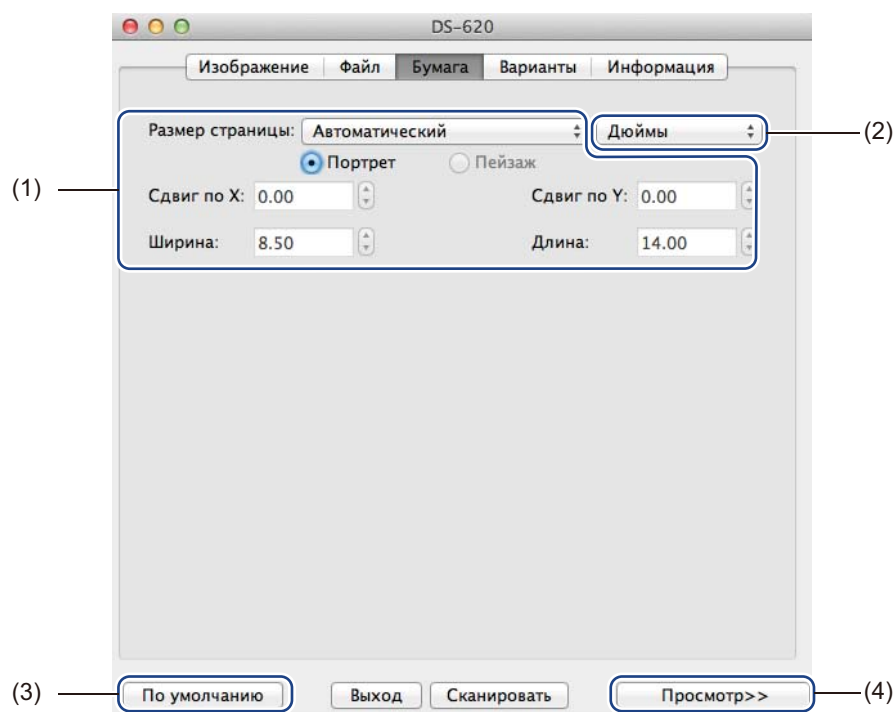 DS-620
Изображение Файл Бумага Варианты Информация
Размер страницы: Автоматический Дюймы (2)
Портрет Пейзаж
(1) Сдвиг по X: 0.00 Сдвиг по Y: 0.00
Ширина: 8.50 Длина: 14.00
(3) По умолчанию Выход Сканировать Просмотр>> (4)